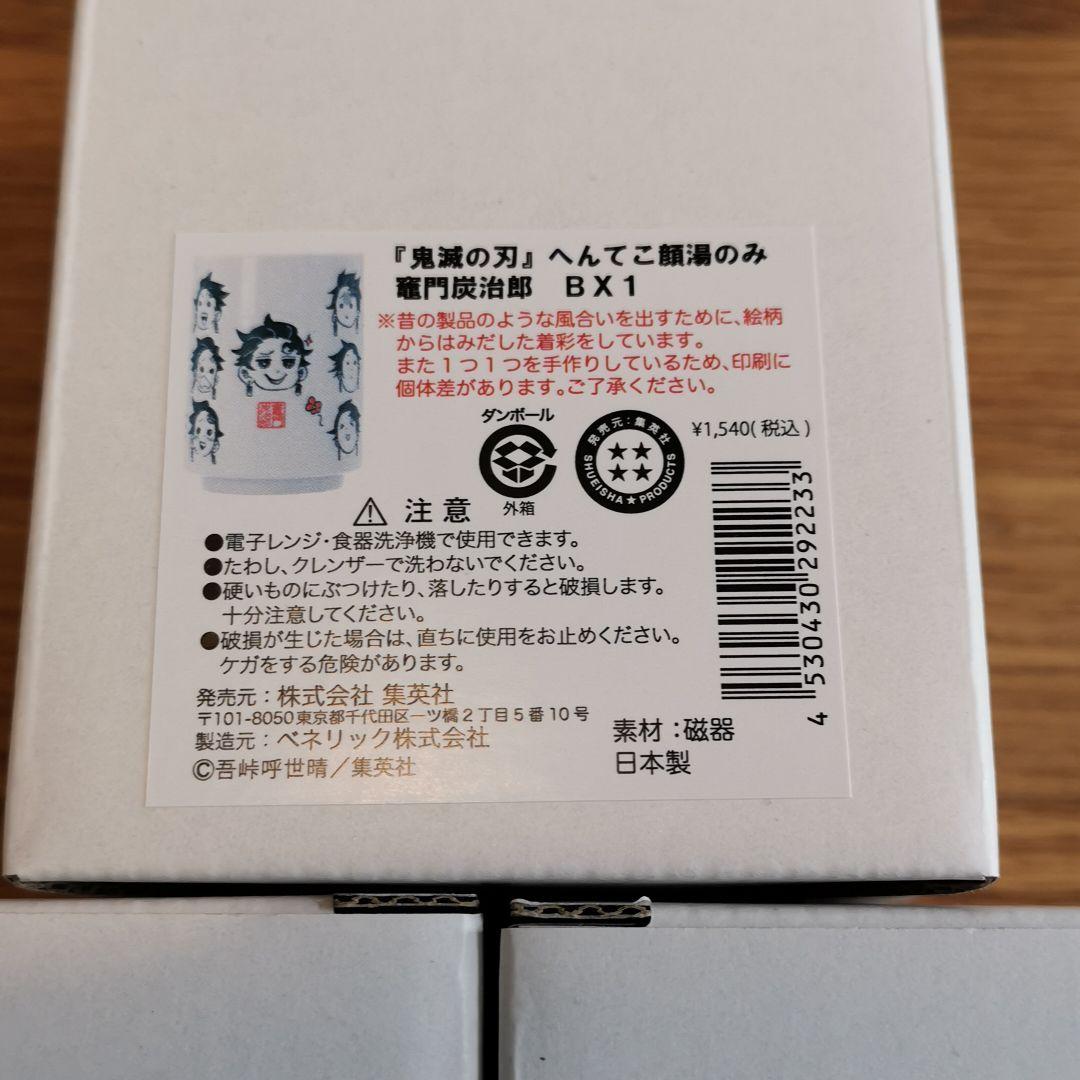 『鬼滅の刃』へんてこ顔湯のみ
竈門炭治郎　ＢＸ１
※昔の製品のような風合いを出すために、絵柄
からはみだした着彩をしています。
また１つ１つを手作りしているため、印刷に
個体差があります。ご了承ください。
ダンボール
外箱
発売元：集英社
SHUEISHA★PRODUCTS
¥1,540(税込)
4530430292233
注意
●電子レンジ・食器洗浄機で使用できます。
●たわし、クレンザーで洗わないでください。
●硬いものにぶつけたり、落したりすると破損します。
十分注意してください。
●破損が生じた場合は、直ちに使用をお止めください。
ケガをする危険があります。
発売元：株式会社 集英社
〒101-8050東京都千代田区一ツ橋２丁目５番10号
製造元：ベネリック株式会社
©吾峠呼世晴／集英社
素材：磁器
日本製